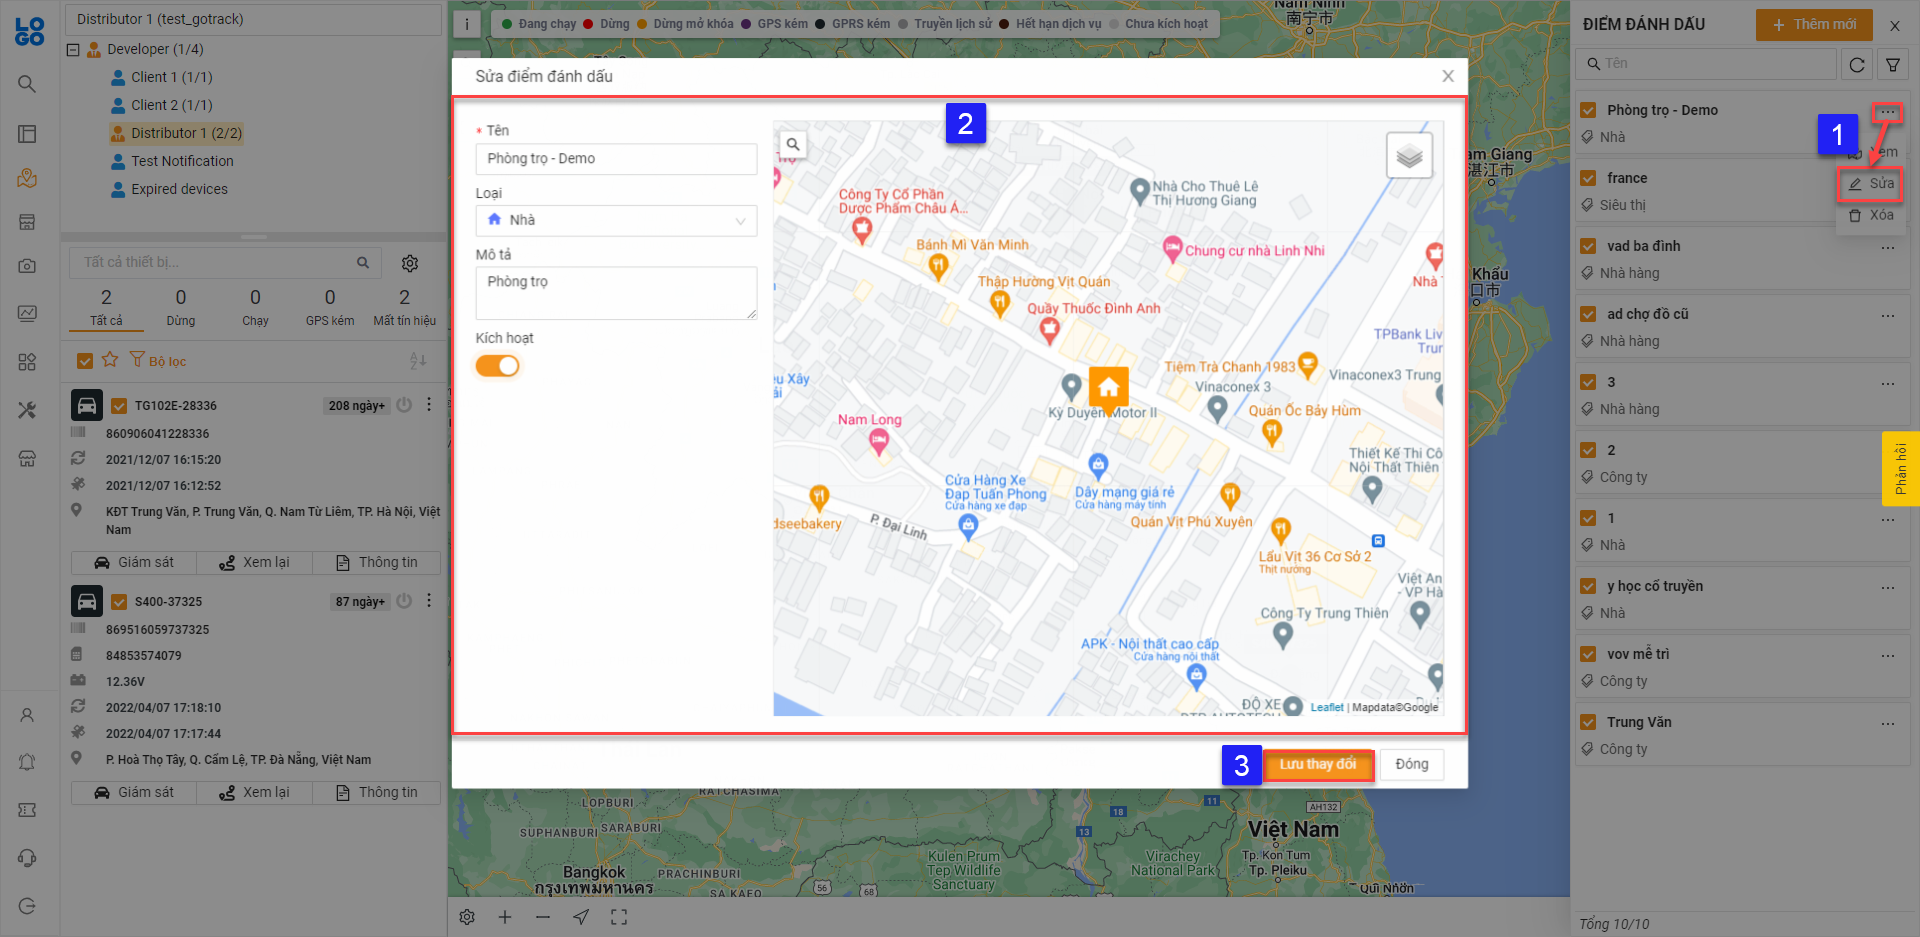 LO
GO
Distributor 1 (test_gotrack)
Developer (1/4)
Client 1 (1/1)
Client 2 (1/1)
Distributor 1 (2/2)
Test Notification
Expired devices
Tất cả thiết bị...
2
0
0
0
2
Tất cả
Dừng
Chạy
GPS kém
Mất tín hiệu
Bộ lọc
TG102E-28336
208 ngày+
860906041228336
2021/12/07 16:15:20
2021/12/07 16:12:52
KĐT Trung Văn, P. Trung Văn, Q. Nam Từ Liêm, TP. Hà Nội, Việt
Nam
Giám sát
Xem lại
Thông tin
S400-37325
87 ngày+
869516059737325
84853574079
12.36V
2022/04/07 17:18:10
2022/04/07 17:17:44
P. Hoà Thọ Tây, Q. Cẩm Lệ, TP. Đà Nẵng, Việt Nam
Giám sát
Xem lại
Thông tin
i
Đang chạy
Dừng
Dừng mở khóa
GPS kém
GPRS kém
Truyền lịch sử
Hết hạn dịch vụ
Chưa kích hoạt
Nam Ninh
南宁市
Sửa điểm đánh dấu
X
2
* Tên
Phòng trọ - Demo
Loại
Nhà
Mô tả
Phòng trọ
Kích hoạt
Nhà Cho Thuê Lê
Thị Hương Giang
Công Ty Cổ Phần
Dược Phẩm Châu Á...
Bánh Mì Văn Minh
Chung cư nhà Linh Nhi
Thập Hường Vịt Quán
Nhà T
Quầy Thuốc Đình Anh
TPBank Liv
Trun
Tiệm Trà Chanh 1983
Vinaconex3 Trung
Vinaconex 3
Kỳ Duyên Motor II
Quán Ốc Bảy Hùm
Nam Long
Thiết Kế Thi Cô
Nội Thất Thiên
Cửa Hàng Xe
Đạp Tuấn Phong
Cửa hàng xe đạp
Dây mạng giá rẻ
Cửa hàng máy tính
Quán Vịt Phú Xuyên
dseebakery
P. Đại Linh
Lẩu Vịt 36 Cơ Sở 2
Thịt nướng
Việt An
- VP Hà
Công Ty Trung Thiên
APK - Nội thất cao cấp
Cửa hàng nội thất
ĐỘ XE
Leaflet | Mapdata©Google
3
Lưu thay đổi
Đóng
am Giang
湛江市
Khẩu
口市
RATCHASIMA
LOPBURI
SUPHANBURI
SARABURI
18
11
AH132
13
Việt Nam
Bangkok
กรุงเทพมหานคร
PRACHINBURI
SA KAEO
56
68
Kulen Prum
Tep Wildlife
Sanctuary
Virachey
National Park
Tp. Kon Tum
Tp. Pleiku
Qui Nhơn
ĐIỂM ĐÁNH DẤU
+ Thêm mới
X
Tên
Phòng trọ - Demo
...
Nhà
1
Xem
Sửa
Xóa
france
Siêu thị
vad ba đình
...
Nhà hàng
ad chợ đồ cũ
...
Nhà hàng
3
...
Nhà hàng
2
Công ty
Phản hồi
1
...
Nhà
y học cổ truyền
...
Nhà
vov mễ trì
...
Công ty
Trung Văn
...
Công ty
Tổng 10/10